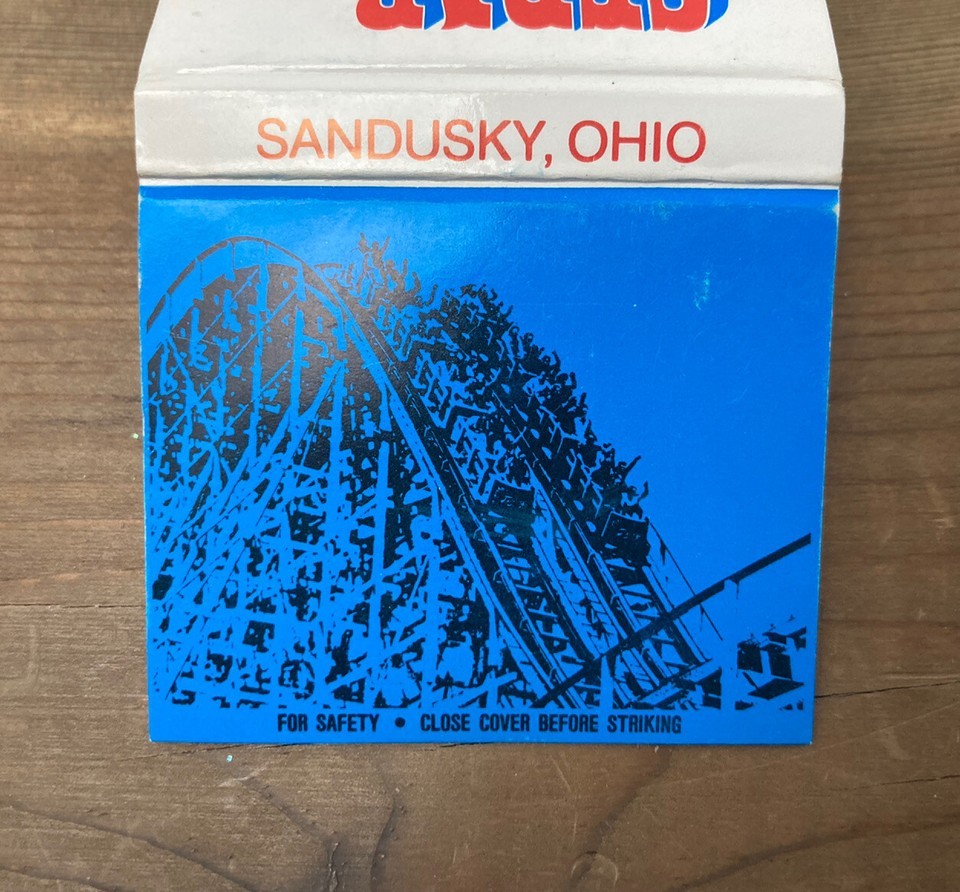 SANDUSKY, OHIO
FOR SAFETY • CLOSE COVER BEFORE STRIKING